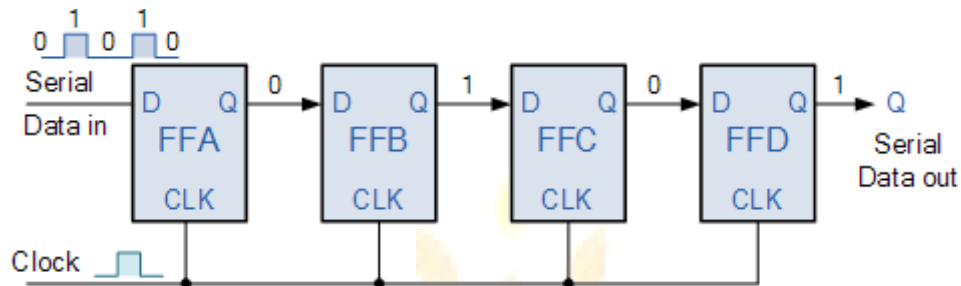 1 1
0 0 0
Serial
Data in
D Q
FFA
CLK
0
D Q
FFB
CLK
1
D Q
FFC
CLK
0
D Q
FFD
CLK
1
Q
Serial
Data out
Clock